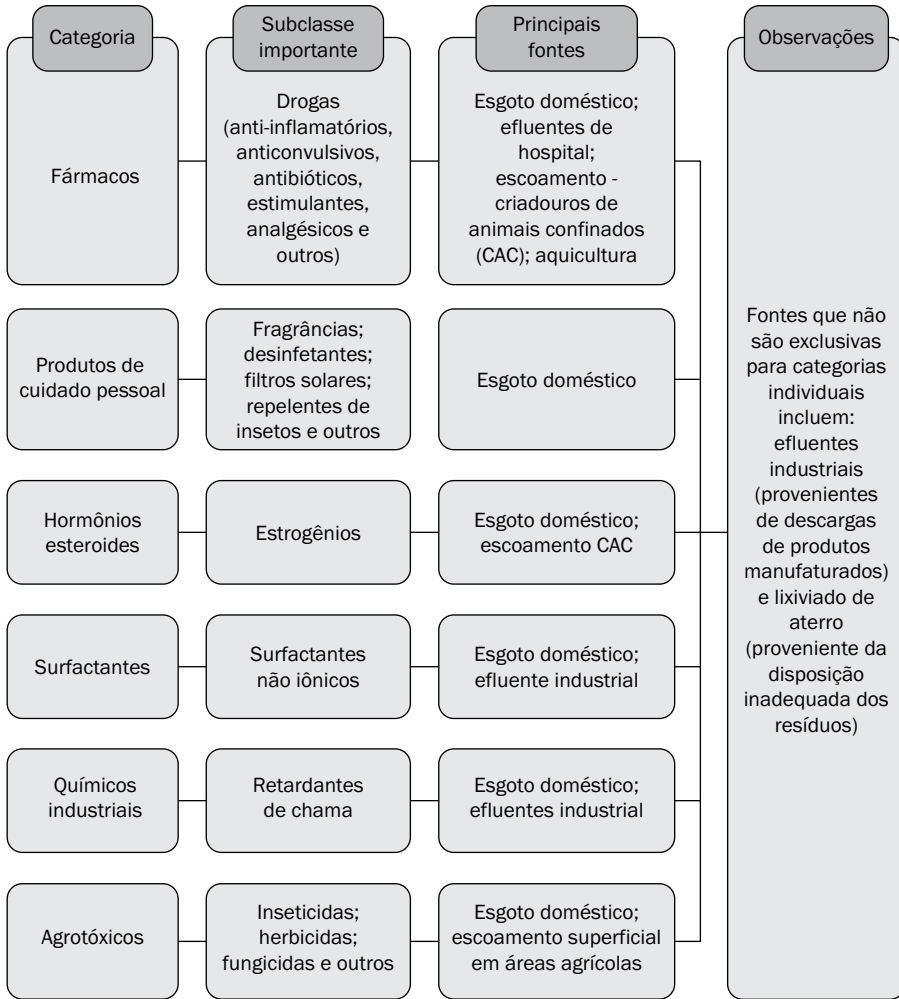 Categoria
Subclasse
importante
Principais
fontes
Observações
Fármacos
Drogas
(anti-inflamatórios,
anticonvulsivos,
antibióticos,
estimulantes,
analgésicos e
outros)
Esgoto doméstico;
efluentes de
hospital;
escoamento -
criadouros de
animais confinados
(CAC); aquicultura
Produtos de
cuidado pessoal
Fragrâncias;
desinfetantes;
filtros solares;
repelentes de
insetos e outros
Esgoto doméstico
Hormônios
esteroides
Estrogênios
Esgoto doméstico;
escoamento CAC
Surfactantes
Surfactantes
não iônicos
Esgoto doméstico;
efluente industrial
Químicos
industriais
Retardantes
de chama
Esgoto doméstico;
efluentes industrial
Agrotóxicos
Inseticidas;
herbicidas;
fungicidas e outros
Esgoto doméstico;
escoamento superficial
em áreas agrícolas
Fontes que não
são exclusivas
para categorias
individuais
incluem:
efluentes
industriais
(provenientes
de descargas
de produtos
manufaturados)
e lixiviado de
aterro
(proveniente da
disposição
inadequada dos
resíduos)